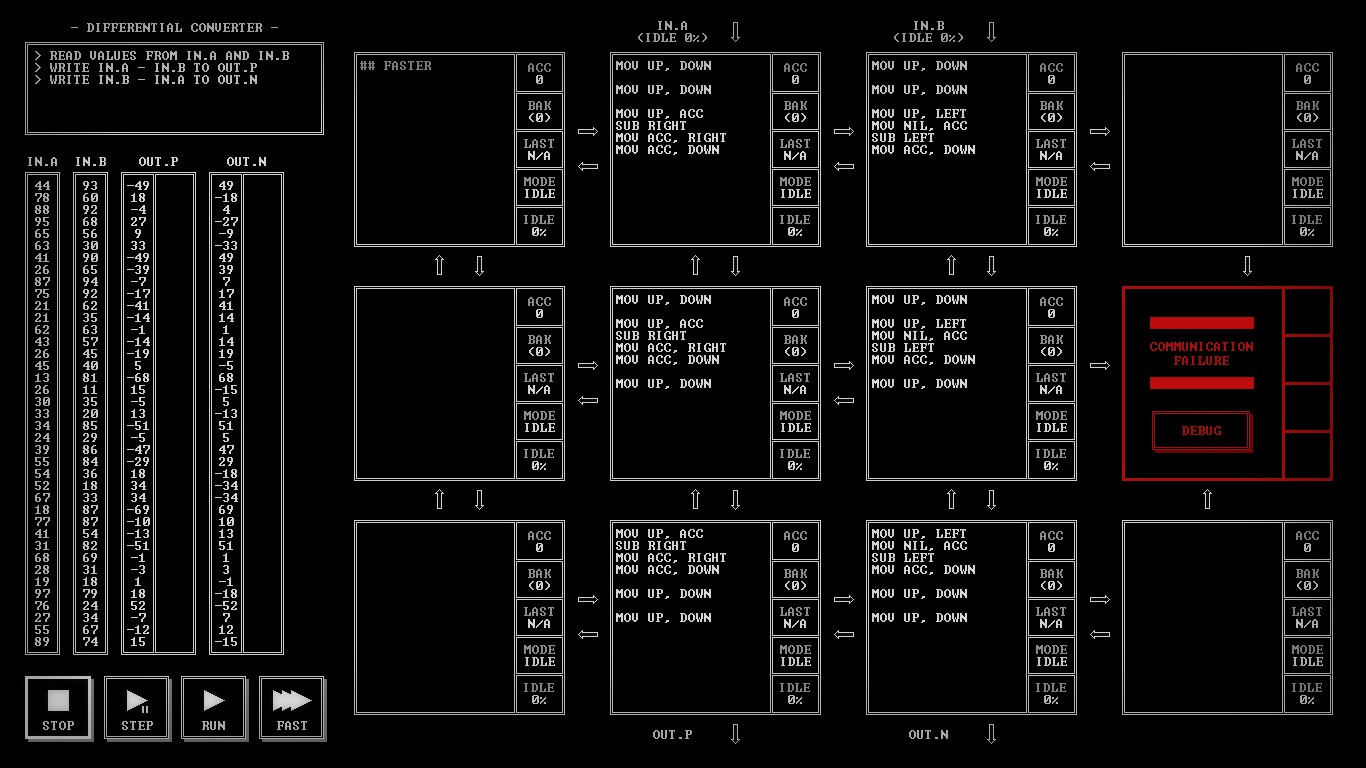 - DIFFERENTIAL CONVERTER -
> READ VALUES FROM IN.A AND IN.B
> WRITE IN.A - IN.B TO OUT.P
> WRITE IN.B - IN.A TO OUT.N
IN.A IN.B OUT.P OUT.N
44 93 -49 49
78 60 18 -18
88 92 -4 4
95 68 27 -27
65 56 9 -9
63 30 33 -33
41 90 -49 49
26 65 -39 39
87 94 -7 7
75 92 -17 17
21 62 -41 41
21 35 -14 14
62 63 -1 1
43 57 -14 14
26 45 -19 19
45 40 5 -5
13 81 -68 68
26 11 15 -15
30 35 -5 5
33 20 13 -13
34 85 -51 51
24 29 -5 5
39 86 -47 47
55 84 -29 29
54 36 18 -18
52 18 34 -34
67 33 34 -34
18 87 -69 69
77 87 -10 10
41 54 -13 13
31 82 -51 51
68 69 -1 1
28 31 -3 3
19 18 1 -1
97 79 18 -18
76 24 52 -52
27 34 -7 7
55 67 -12 12
89 74 15 -15
STOP
STEP
RUN
FAST
IN.A
(IDLE 0%)
IN.B
(IDLE 0%)
## FASTER
ACC
0
BAK
(0)
LAST
N/A
MODE
IDLE
IDLE
0%
MOV UP, DOWN
MOV UP, DOWN
MOV UP, ACC
SUB RIGHT
MOV ACC, RIGHT
MOV ACC, DOWN
ACC
0
BAK
(0)
LAST
N/A
MODE
IDLE
IDLE
0%
MOV UP, DOWN
MOV UP, DOWN
MOV UP, LEFT
MOV NIL, ACC
SUB LEFT
MOV ACC, DOWN
ACC
0
BAK
(0)
LAST
N/A
MODE
IDLE
IDLE
0%
ACC
0
BAK
(0)
LAST
N/A
MODE
IDLE
IDLE
0%
ACC
0
BAK
(0)
LAST
N/A
MODE
IDLE
IDLE
0%
MOV UP, DOWN
MOV UP, ACC
SUB RIGHT
MOV ACC, RIGHT
MOV ACC, DOWN
MOV UP, DOWN
ACC
0
BAK
(0)
LAST
N/A
MODE
IDLE
IDLE
0%
MOV UP, DOWN
MOV UP, LEFT
MOV NIL, ACC
SUB LEFT
MOV ACC, DOWN
MOV UP, DOWN
ACC
0
BAK
(0)
LAST
N/A
MODE
IDLE
IDLE
0%
COMMUNICATION
FAILURE
DEBUG
ACC
0
BAK
(0)
LAST
N/A
MODE
IDLE
IDLE
0%
MOV UP, ACC
SUB RIGHT
MOV ACC, RIGHT
MOV ACC, DOWN
MOV UP, DOWN
MOV UP, DOWN
ACC
0
BAK
(0)
LAST
N/A
MODE
IDLE
IDLE
0%
MOV UP, LEFT
MOV NIL, ACC
SUB LEFT
MOV ACC, DOWN
MOV UP, DOWN
MOV UP, DOWN
ACC
0
BAK
(0)
LAST
N/A
MODE
IDLE
IDLE
0%
ACC
0
BAK
(0)
LAST
N/A
MODE
IDLE
IDLE
0%
OUT.P
OUT.N